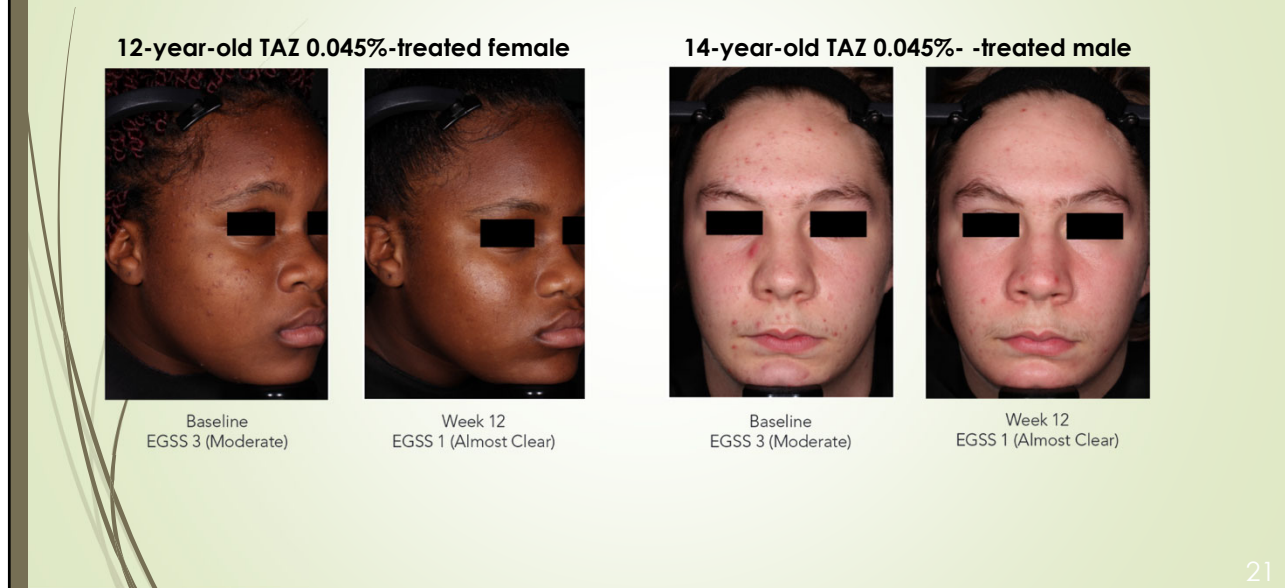 12-year-old TAZ 0.045%-treated female
14-year-old TAZ 0.045%- -treated male
Baseline
EGSS 3 (Moderate)
Week 12
EGSS 1 (Almost Clear)
Baseline
EGSS 3 (Moderate)
Week 12
EGSS 1 (Almost Clear)
21